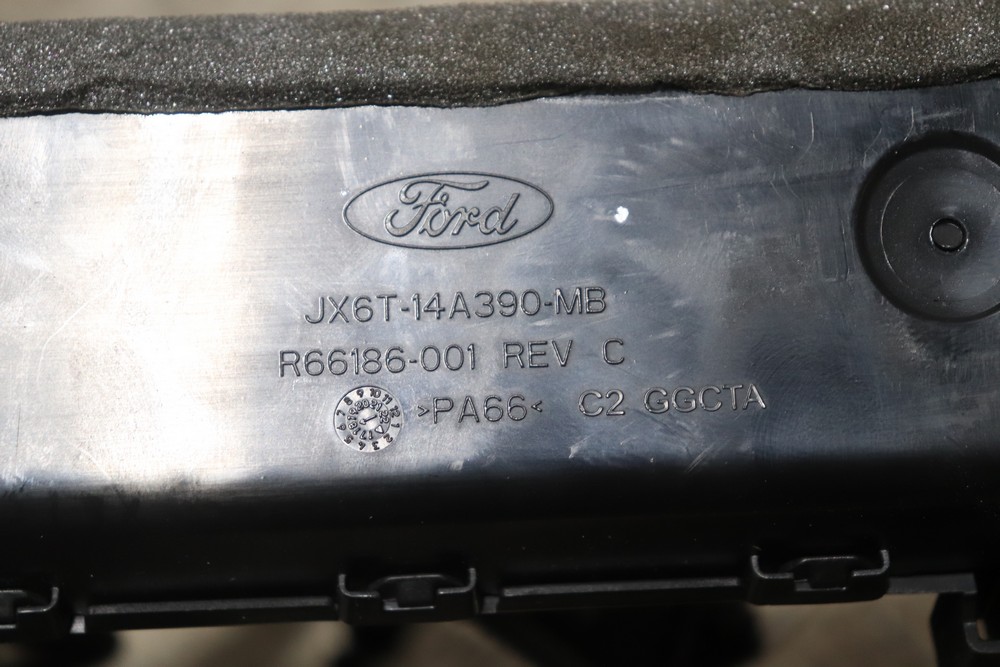 Ford
JX6T-14A390-MB
R66186-001 REV C
>PA66< C2 GGCTA